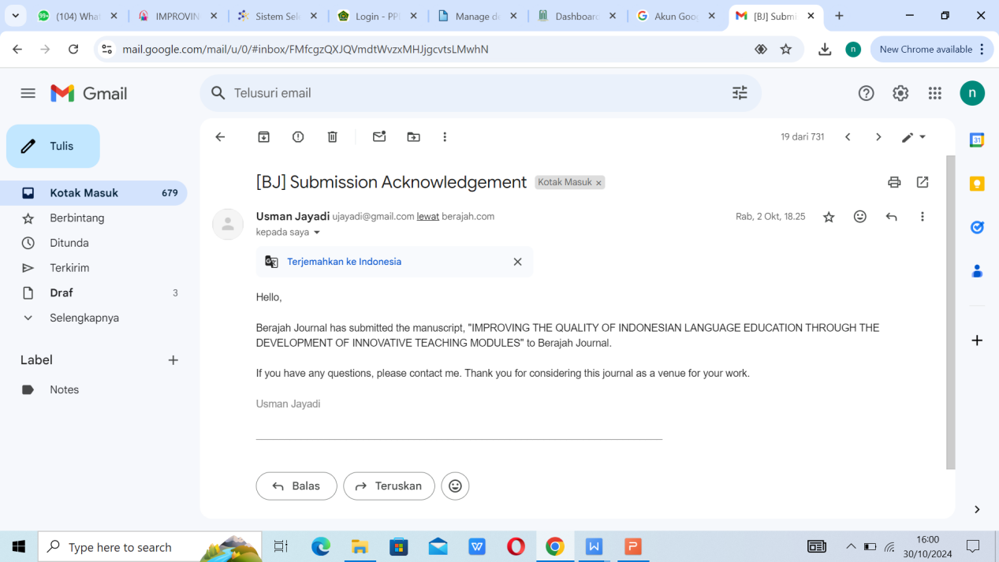 (104) What
IMPROVIN
Sistem Sele
Login - PP
Manage de
Dashboard
Akun Goo
[BJ] Submi
mail.google.com/mail/u/0/#inbox/FMfcgzQXJQVmdtWvzxMHJjgcvtsLMwhN
n
New Chrome available
Gmail
Telusuri email
n
Tulis
19 dari 731
31
Kotak Masuk 679
Berbintang
Ditunda
Terkirim
Draf 3
Selengkapnya
Label
Notes
[BJ] Submission Acknowledgement Kotak Masuk x
Usman Jayadi ujayadi@gmail.com lewat berajah.com
Rab, 2 Okt, 18.25
kepada saya
Terjemahkan ke Indonesia
Hello,
Berajah Journal has submitted the manuscript, "IMPROVING THE QUALITY OF INDONESIAN LANGUAGE EDUCATION THROUGH THE
DEVELOPMENT OF INNOVATIVE TEACHING MODULES" to Berajah Journal.
If you have any questions, please contact me. Thank you for considering this journal as a venue for your work.
Usman Jayadi
Balas
Teruskan
Type here to search
16:00
30/10/2024